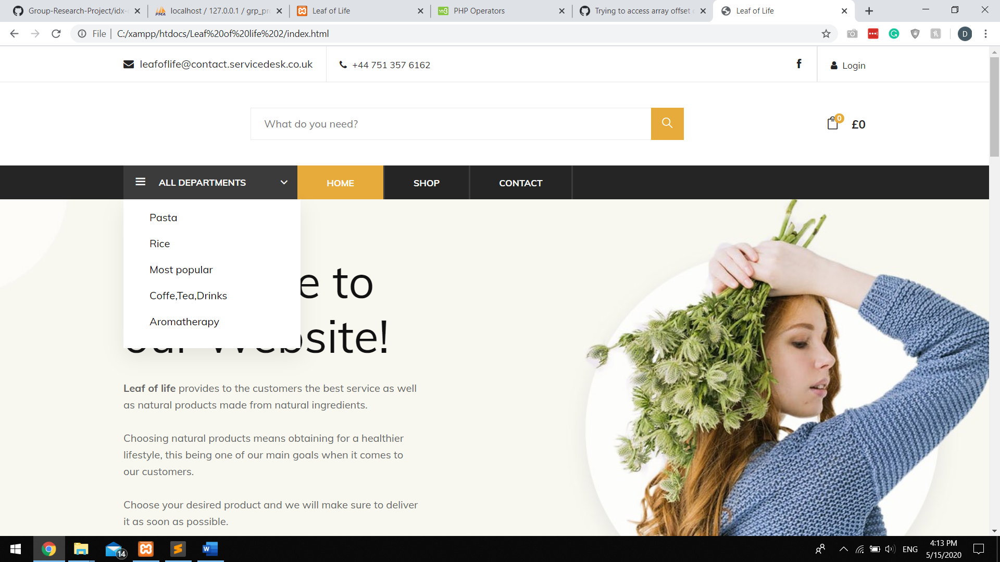 Group-Research-Project/idx-
localhost / 127.0.0.1 / grp_pr
Leaf of Life
PHP Operators
Trying to access array offset
Leaf of Life
File
C:/xampp/htdocs/Leaf%20of%20life%202/index.html
D
leafoflife@contact.servicedesk.co.uk
+44 751 357 6162
Login
What do you need?
0
£0
ALL DEPARTMENTS
HOME
SHOP
CONTACT
Pasta
Rice
Most popular
Coffe,Tea,Drinks
Aromatherapy
e to
our Website!
Leaf of life provides to the customers the best service as well
as natural products made from natural ingredients.
Choosing natural products means obtaining for a healthier
lifestyle, this being one of our main goals when it comes to
our customers.
Choose your desired product and we will make sure to deliver
it as soon as possible.
14
ENG
4:13 PM
5/15/2020